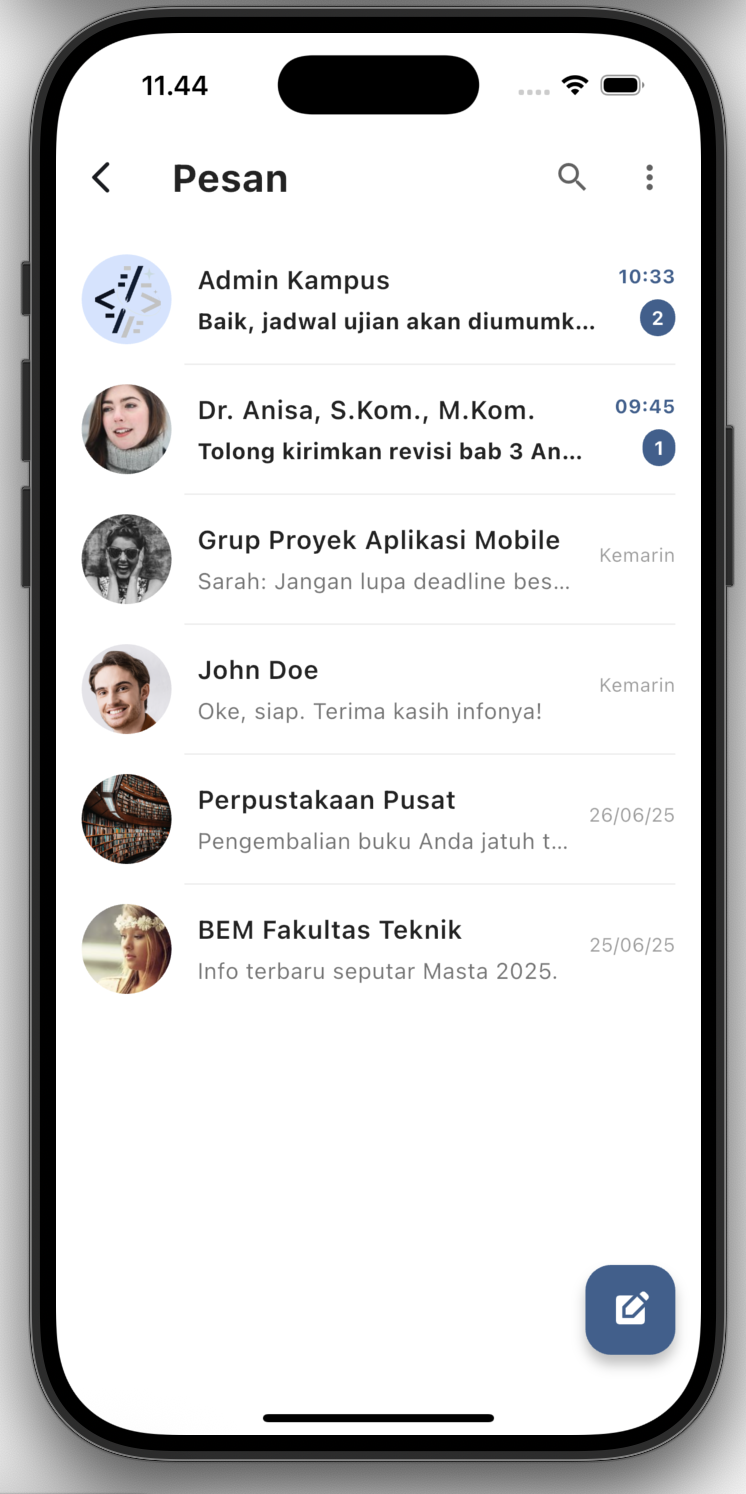 11.44
Pesan
Admin Kampus
10:33
Baik, jadwal ujian akan diumumk...
2
Dr. Anisa, S.Kom., M.Kom.
09:45
Tolong kirimkan revisi bab 3 An...
1
Grup Proyek Aplikasi Mobile
Kemarin
Sarah: Jangan lupa deadline bes...
John Doe
Kemarin
Oke, siap. Terima kasih infonya!
Perpustakaan Pusat
26/06/25
Pengembalian buku Anda jatuh t...
BEM Fakultas Teknik
25/06/25
Info terbaru seputar Masta 2025.